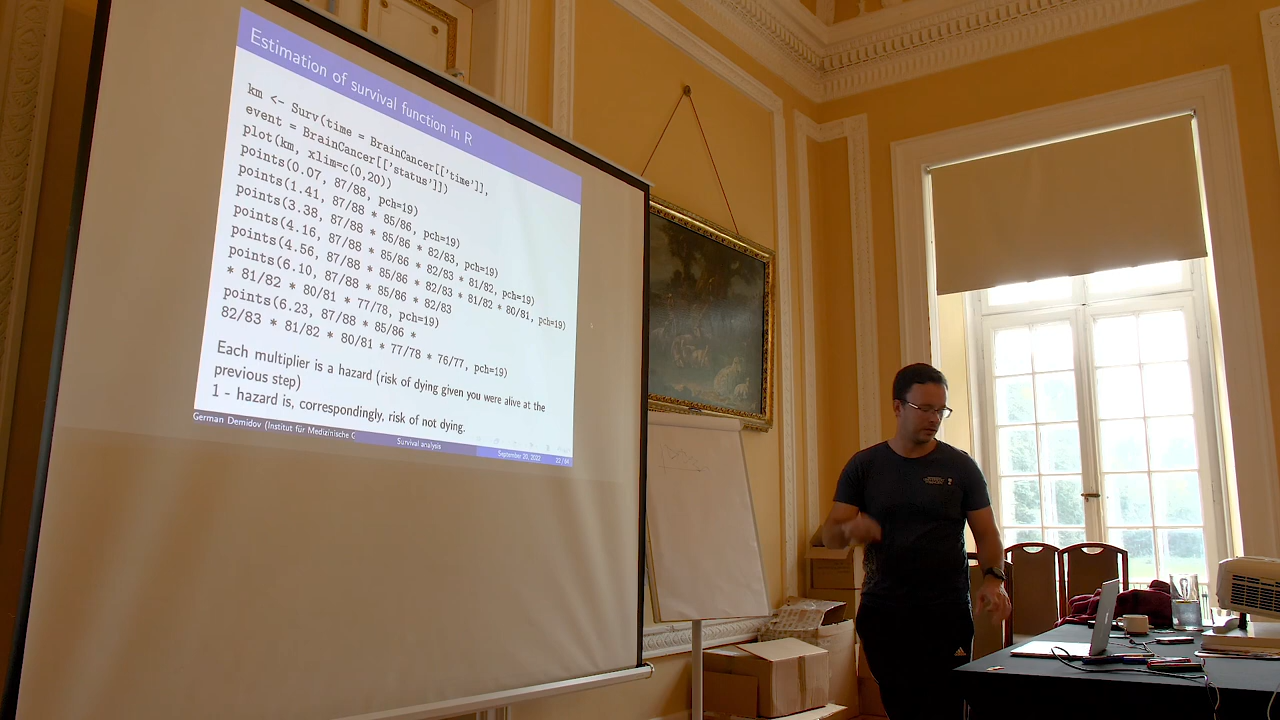 Estimation of survival function in R
km <- Surv(time = BrainCancer[['time']],
event = BrainCancer[['status']])
plot(km, xlim=c(0,20))
points(0.07, 87/88, pch=19)
points(1.41, 87/88 * 85/86, pch=19)
points(3.38, 87/88 * 85/86 * 82/83, pch=19)
points(4.16, 87/88 * 85/86 * 82/83 * 81/82, pch=19)
points(4.56, 87/88 * 85/86 * 82/83 * 81/82 * 80/81, pch=19)
points(6.10, 87/88 * 85/86 * 82/83
* 81/82 * 80/81 * 77/78, pch=19)
points(6.23, 87/88 * 85/86 *
82/83 * 81/82 * 80/81 * 77/78 * 76/77, pch=19)
Each multiplier is a hazard (risk of dying given you were alive at the
previous step)
1 - hazard is, correspondingly, risk of not dying.
German Demidov (Institut für Medizinische G
Survival analysis
September 20, 2022
22 / 84